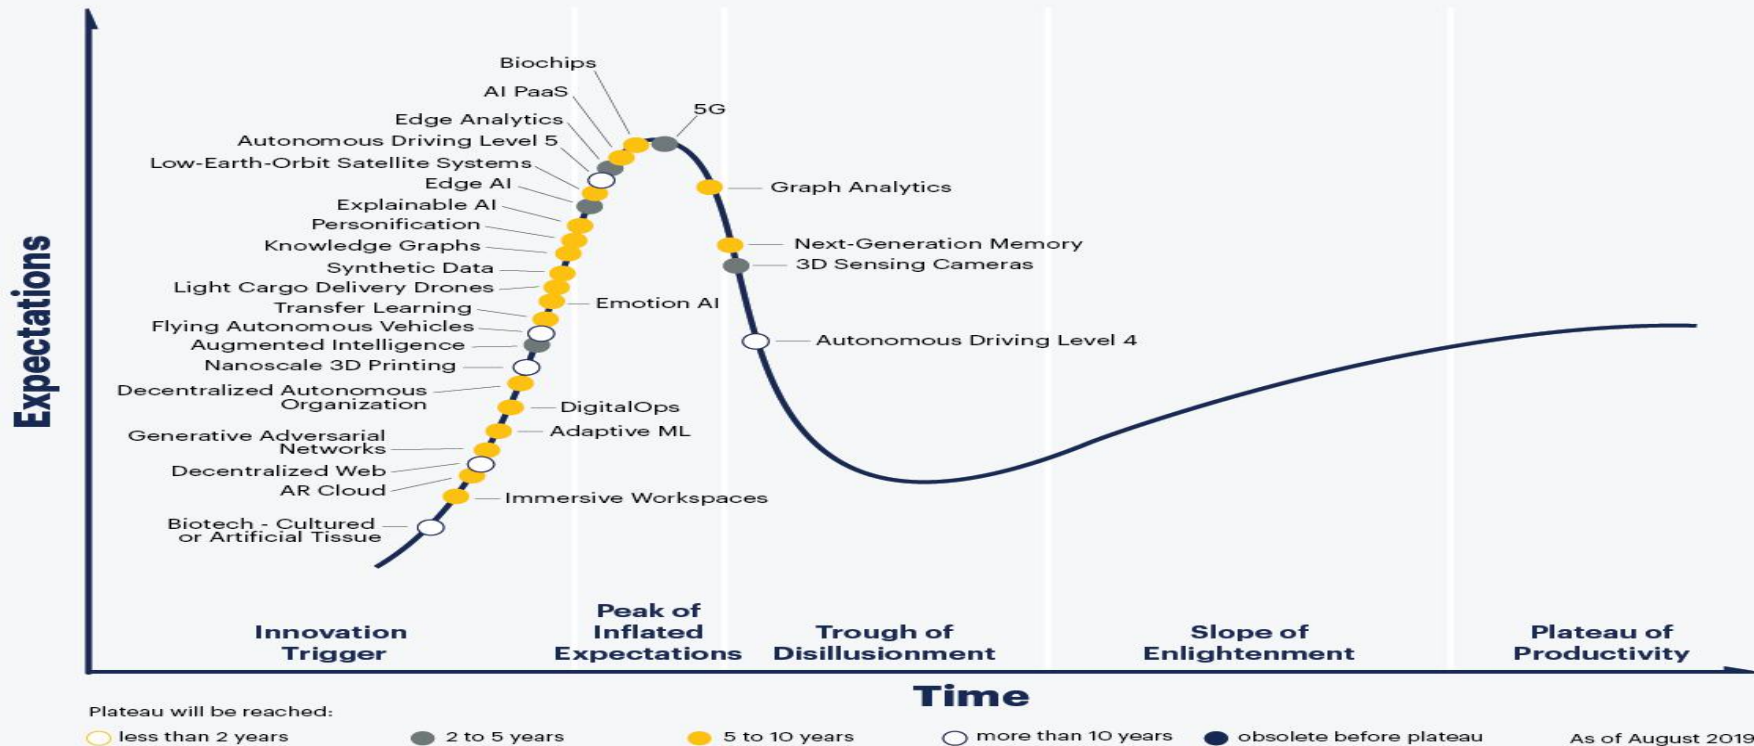 Biochips
AI PaaS
5G
Edge Analytics
Autonomous Driving Level 5
Low-Earth-Orbit Satellite Systems
Edge AI
Graph Analytics
Explainable AI
Personification
Knowledge Graphs
Next-Generation Memory
Synthetic Data
3D Sensing Cameras
Light Cargo Delivery Drones
Emotion AI
Transfer Learning
Flying Autonomous Vehicles
Augmented Intelligence
Autonomous Driving Level 4
Nanoscale 3D Printing
Decentralized Autonomous
Organization
DigitalOps
Adaptive ML
Generative Adversarial
Networks
Decentralized Web
AR Cloud
Immersive Workspaces
Biotech - Cultured
or Artificial Tissue
Expectations
Innovation
Trigger
Peak of
Inflated
Expectations
Trough of
Disillusionment
Slope of
Enlightenment
Plateau of
Productivity
Time
Plateau will be reached:
less than 2 years
2 to 5 years
5 to 10 years
more than 10 years
obsolete before plateau
As of August 2019